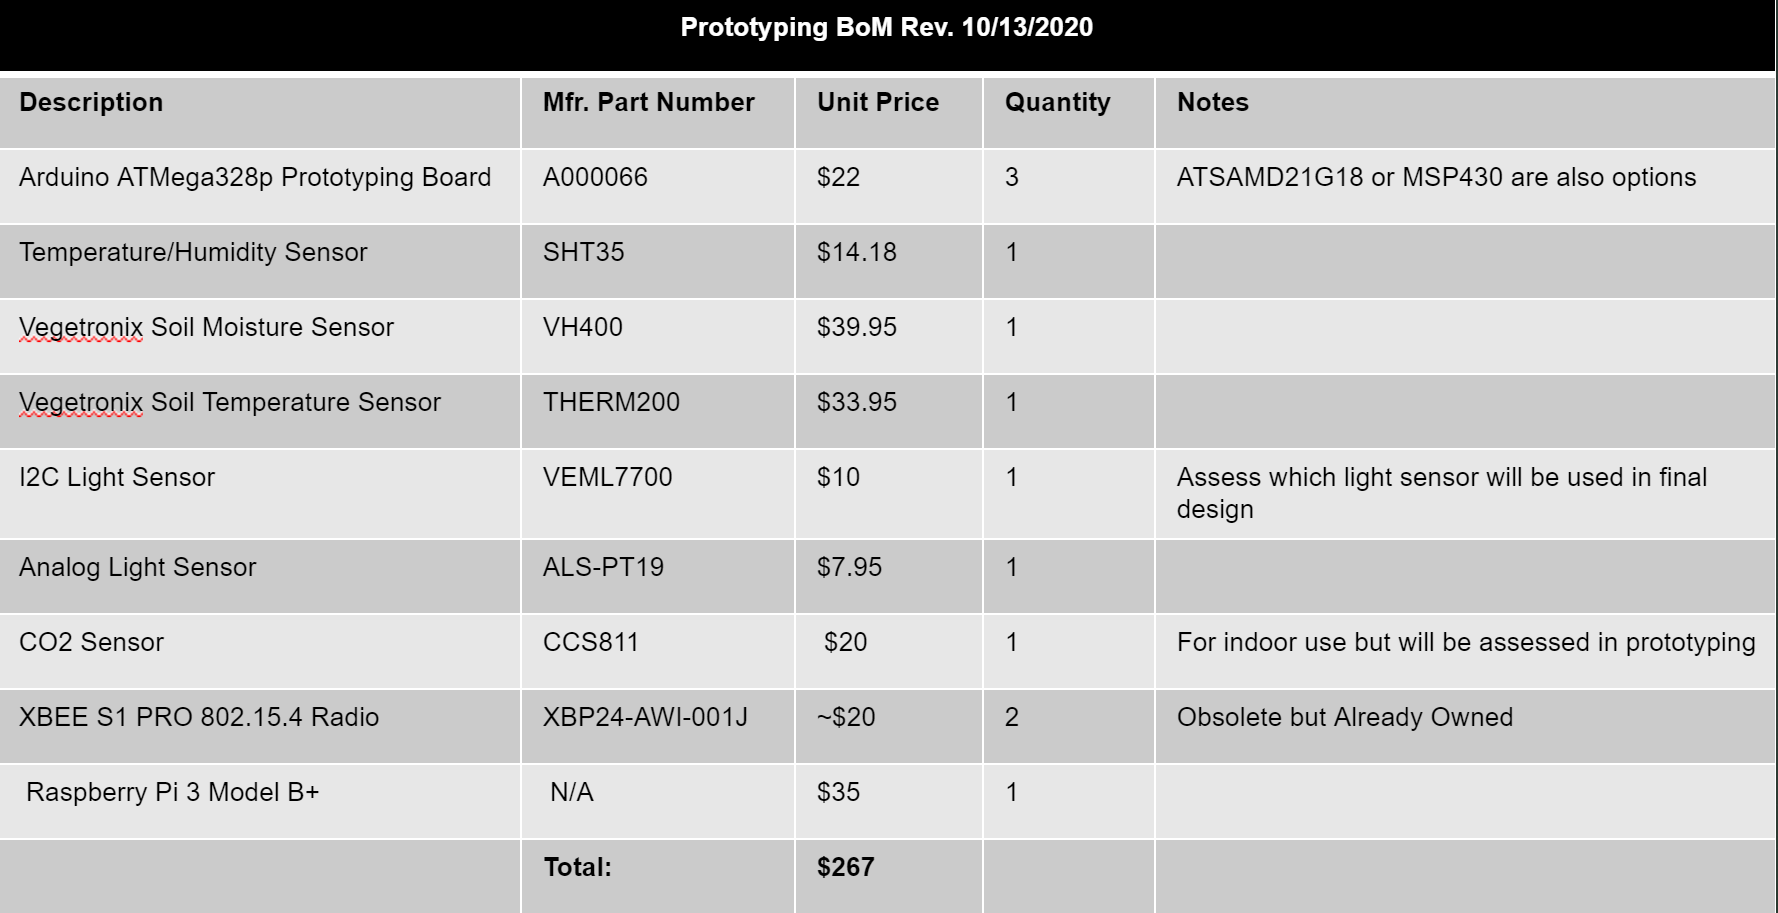 Prototyping BoM Rev. 10/13/2020
Description Mfr. Part Number Unit Price Quantity Notes
Arduino ATMega328p Prototyping Board A000066 $22 3 ATSAMD21G18 or MSP430 are also options
Temperature/Humidity Sensor SHT35 $14.18 1
Vegetronix Soil Moisture Sensor VH400 $39.95 1
Vegetronix Soil Temperature Sensor THERM200 $33.95 1
I2C Light Sensor VEML7700 $10 1 Assess which light sensor will be used in final
design
Analog Light Sensor ALS-PT19 $7.95 1
CO2 Sensor CCS811 $20 1 For indoor use but will be assessed in prototyping
XBEE S1 PRO 802.15.4 Radio XBP24-AWI-001J ~$20 2 Obsolete but Already Owned
Raspberry Pi 3 Model B+ N/A $35 1
Total: $267